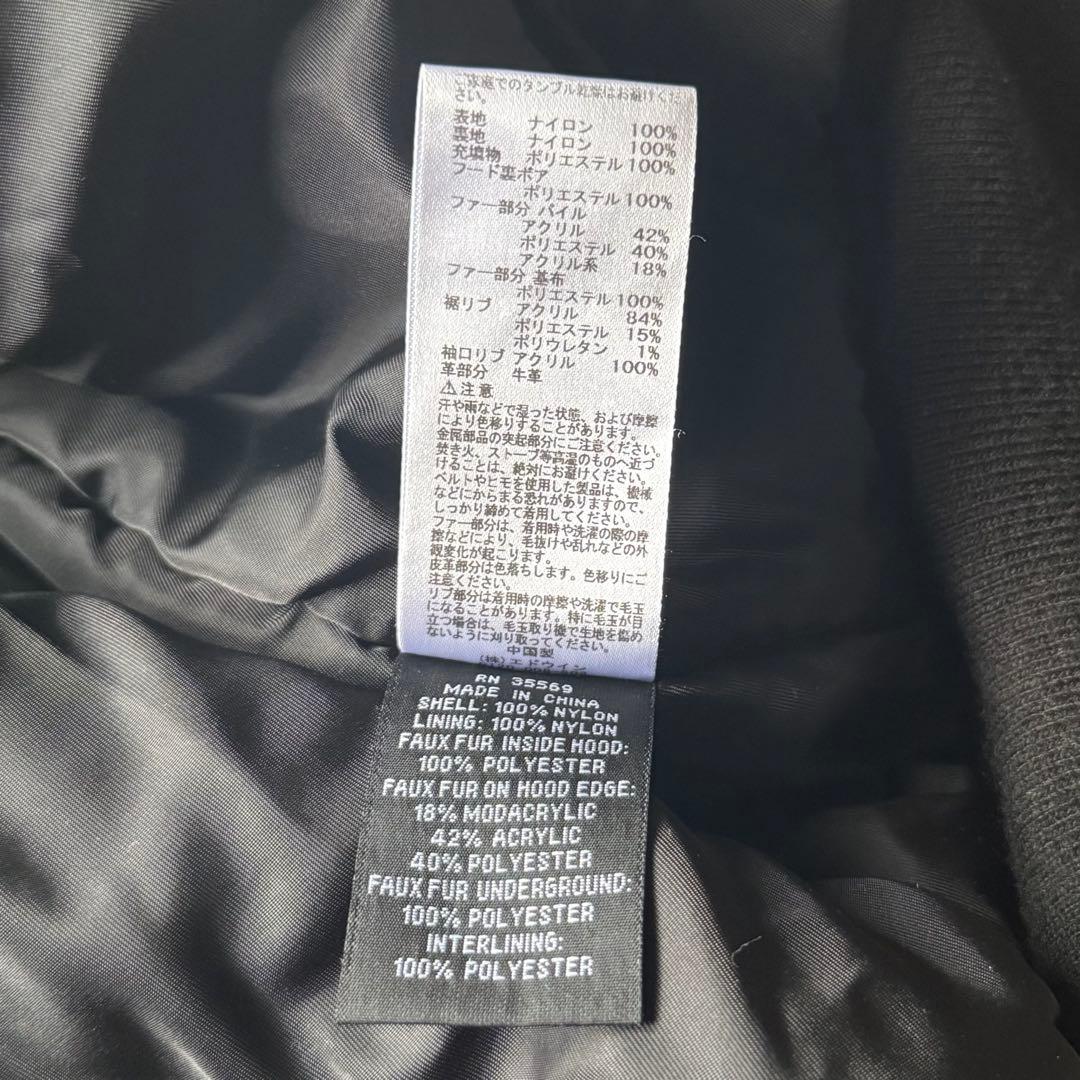 ご家庭でのタンブル乾燥はお避けくだ
さい。
表地 ナイロン 100%
裏地 ナイロン 100%
充填物 ポリエステル 100%
フード裏ボア
ポリエステル 100%
ファー部分 パイル
アクリル 42%
ポリエステル 40%
アクリル系 18%
ファー部分 基布
ポリエステル 100%
裾リブ アクリル 84%
ポリエステル 15%
ポリウレタン 1%
袖口リブ アクリル 100%
革部分 牛革
⚠注意
汗や雨などで湿った状態、および摩擦
により色移りすることがあります。
金属部品の突起部分にご注意ください。
焚き火、ストーブ等高温のものへ近づ
けることは、絶対にお避けください。
ベルトやヒモを使用した製品は、機械
などにからまる恐れがありますので、
しっかり締めて着用してください。
ファー部分は、着用時や洗濯の際の摩
擦などにより、毛抜けや乱れなどの外
観変化が起こります。
皮革部分は色落ちします。色移りにご
注意ください。
リブ部分は着用時の摩擦や洗濯で毛玉
になることがあります。特に毛玉が目
立つ場合は、毛玉取り機で生地を傷め
ないように刈り取ってください。
中国製
(株)エドウイン
RN 35569
MADE IN CHINA
SHELL: 100% NYLON
LINING: 100% NYLON
FAUX FUR INSIDE HOOD:
100% POLYESTER
FAUX FUR ON HOOD EDGE:
18% MODACRYLIC
42% ACRYLIC
40% POLYESTER
FAUX FUR UNDERGROUND:
100% POLYESTER
INTERLINING:
100% POLYESTER